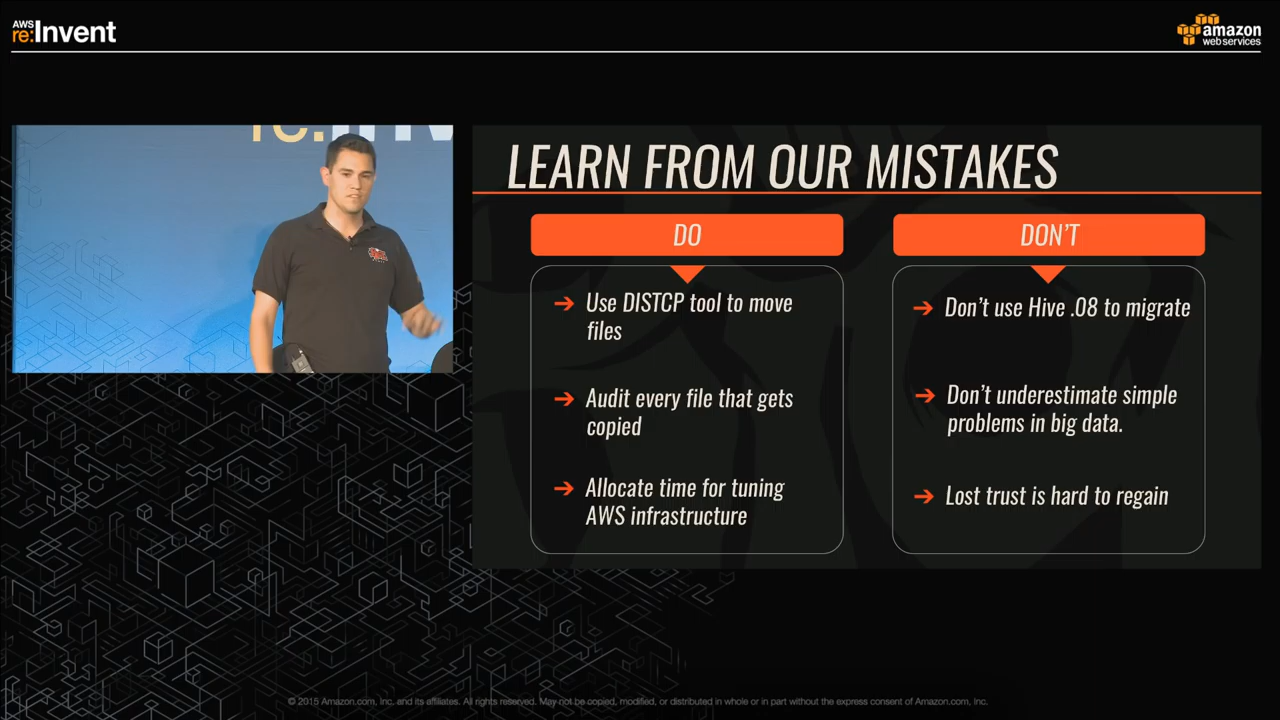 AWS
re:Invent
amazon
web services
re:Inv
LEARN FROM OUR MISTAKES
DO
DON'T
➔ Use DISTCP tool to move
files
➔ Audit every file that gets
copied
➔ Allocate time for tuning
AWS infrastructure
➔ Don't use Hive .08 to migrate
➔ Don't underestimate simple
problems in big data.
➔ Lost trust is hard to regain
© 2015 Amazon.com, Inc. and its affiliates. All rights reserved. May not be copied, modified, or distributed in whole or in part without the express consent of Amazon.com, Inc.